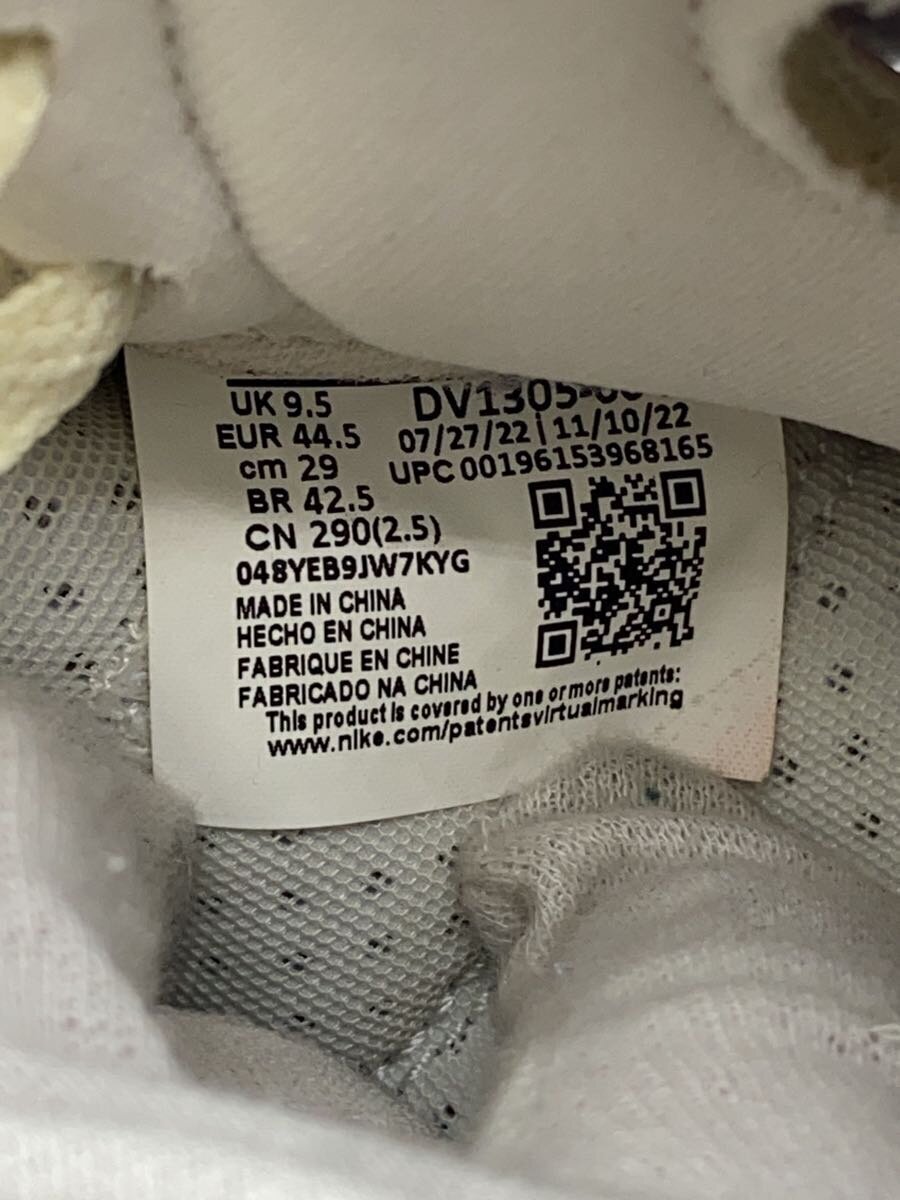 UK 9.5
EUR 44.5
cm 29
BR 42.5
CN 290(2.5)
DV1305-
07/27/22 | 11/10/22
UPC 00196153968165
048YEB9JW7KYG
MADE IN CHINA
HECHO EN CHINA
FABRIQUE EN CHINE
FABRICADO NA CHINA
This product is covered by one or more patents:
www.nike.com/patentsvirtualmarking